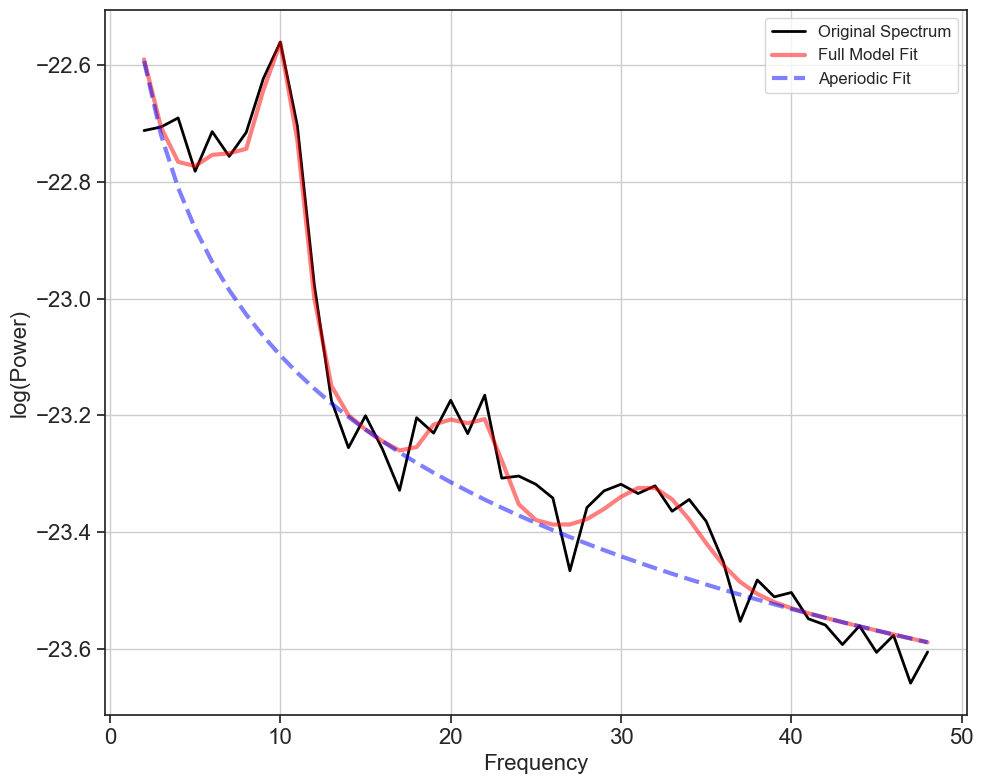 Original Spectrum
Full Model Fit
Aperiodic Fit
−22.6
−22.8
−23.0
−23.2
−23.4
−23.6
log(Power)
0 10 20 30 40 50
Frequency